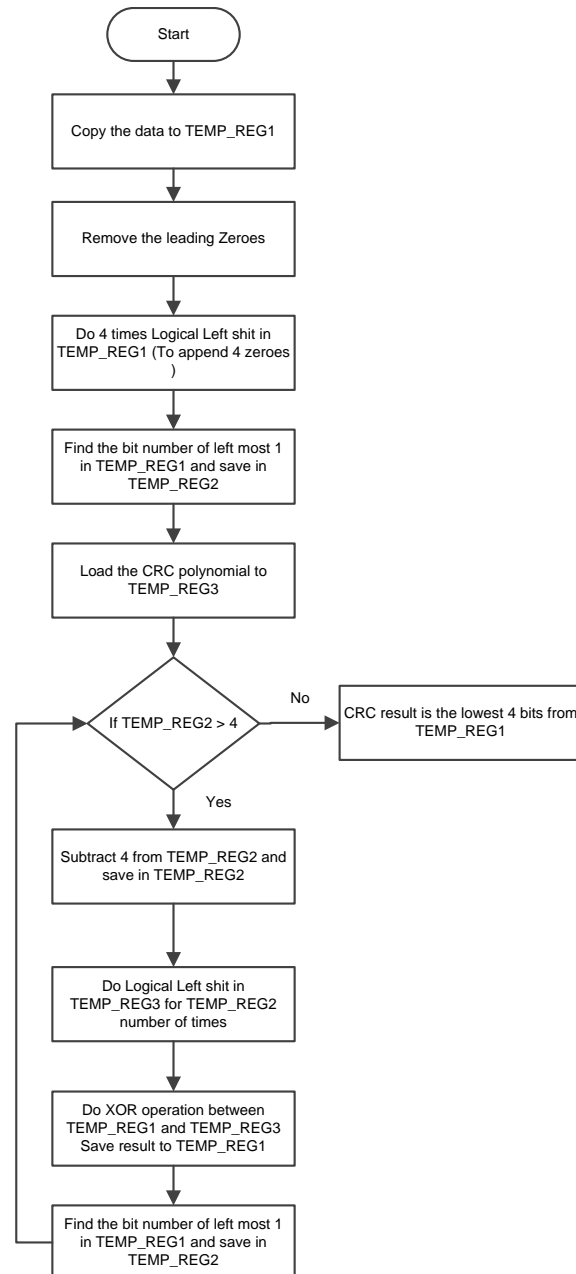 Start
Copy the data to TEMP_REG1
Remove the leading Zeroes
Do 4 times Logical Left shit in
TEMP_REG1 (To append 4 zeroes
)
Find the bit number of left most 1
in TEMP_REG1 and save in
TEMP_REG2
Load the CRC polynomial to
TEMP_REG3
If TEMP_REG2 > 4
No
CRC result is the lowest 4 bits from
TEMP_REG1
Yes
Subtract 4 from TEMP_REG2 and
save in TEMP_REG2
Do Logical Left shit in
TEMP_REG3 for TEMP_REG2
number of times
Do XOR operation between
TEMP_REG1 and TEMP_REG3
Save result to TEMP_REG1
Find the bit number of left most 1
in TEMP_REG1 and save in
TEMP_REG2